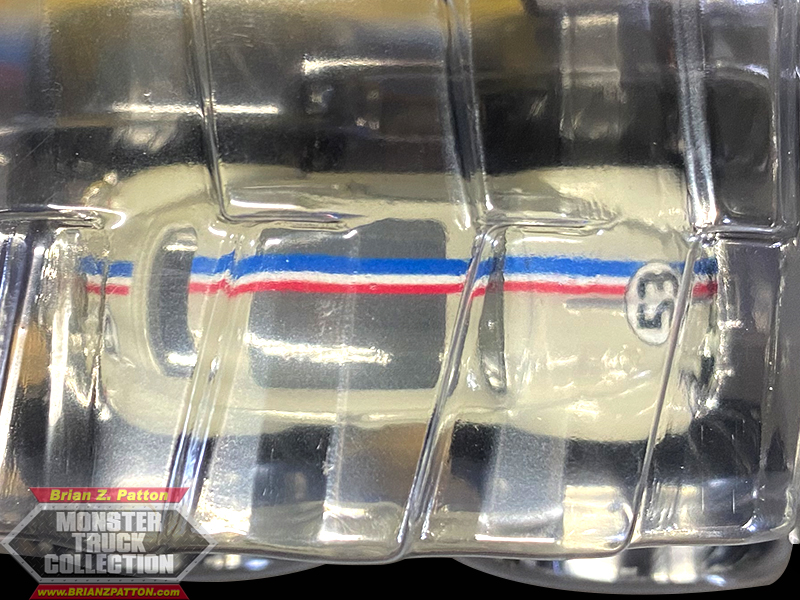 53
Brian Z. Patton
MONSTER
TRUCK
COLLECTION
WWW.BRIANZPATTON.COM